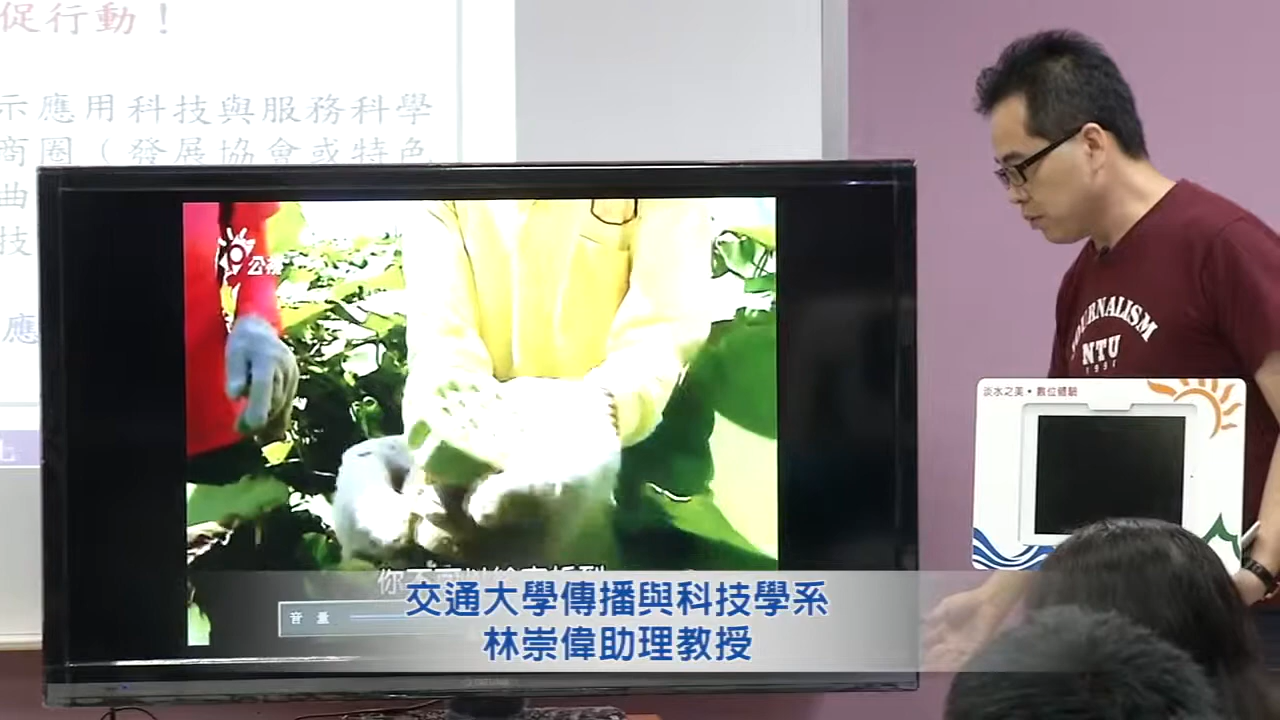 促行動！
示應用科技與服務科學
商圈（發展協會或特色
曲
技
應
公視
JOURNALISM
NTU
1991
淡水之美•數位體驗
音量
交通大學傳播與科技學系
林崇偉助理教授